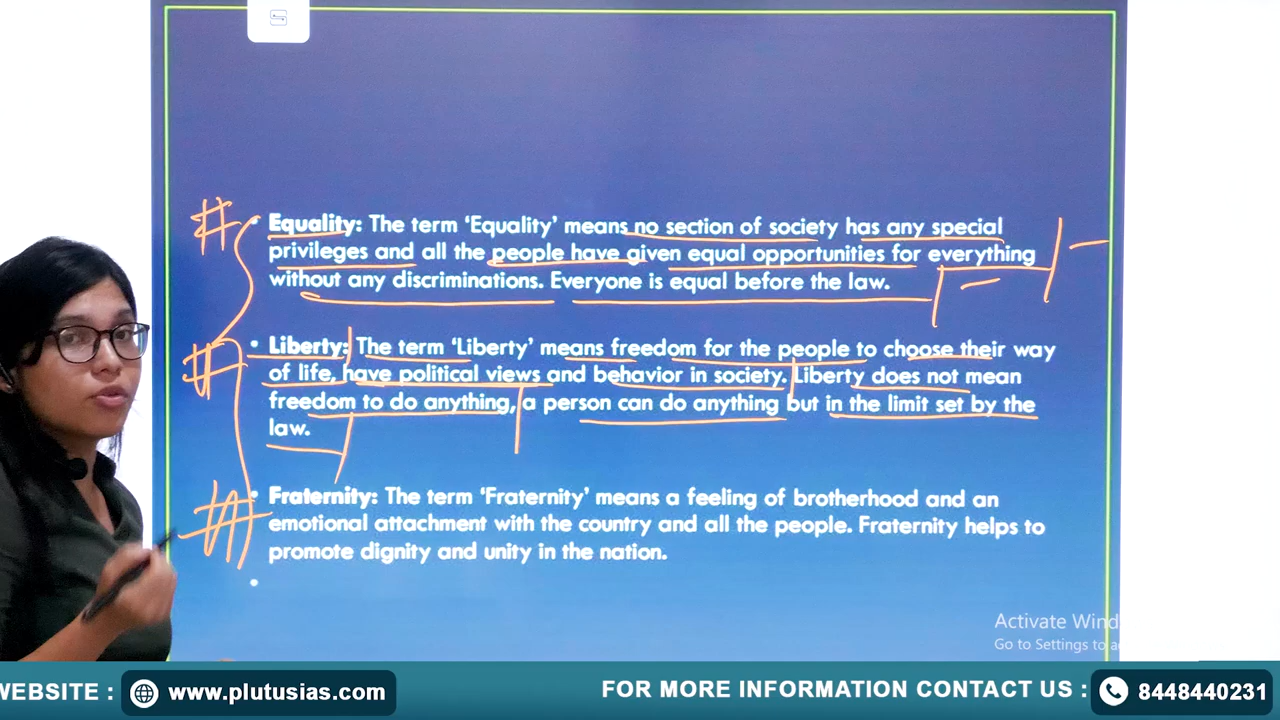 • Equality: The term ‘Equality’ means no section of society has any special
privileges and all the people have given equal opportunities for everything
without any discriminations. Everyone is equal before the law.
• Liberty: The term ‘Liberty’ means freedom for the people to choose their way
of life, have political views and behavior in society. Liberty does not mean
freedom to do anything, a person can do anything but in the limit set by the
law.
• Fraternity: The term ‘Fraternity’ means a feeling of brotherhood and an
emotional attachment with the country and all the people. Fraternity helps to
promote dignity and unity in the nation.
•
Activate Wind
Go to Settings to a
WEBSITE : www.plutusias.com FOR MORE INFORMATION CONTACT US : 8448440231